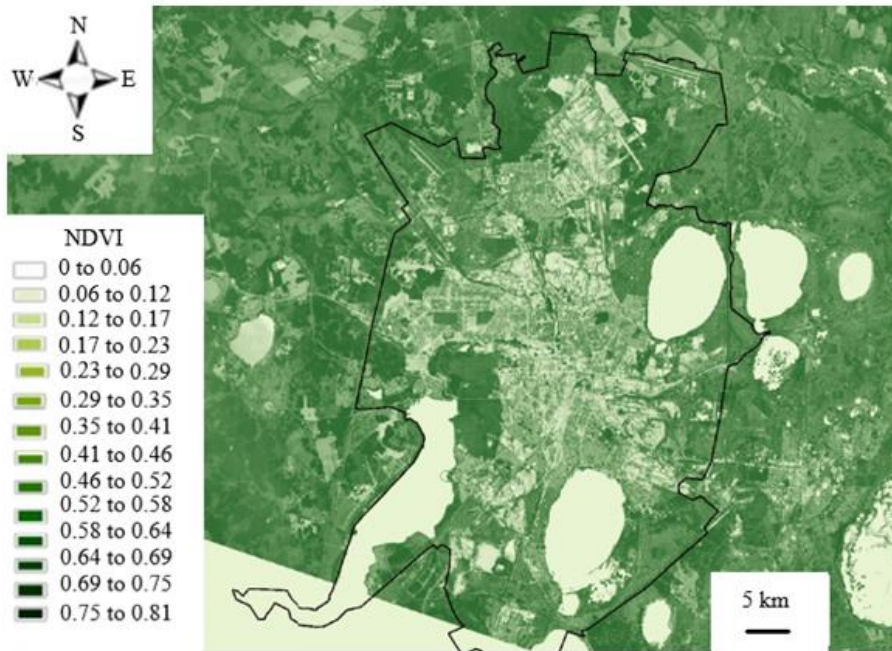 N
W E
S
NDVI
0 to 0.06
0.06 to 0.12
0.12 to 0.17
0.17 to 0.23
0.23 to 0.29
0.29 to 0.35
0.35 to 0.41
0.41 to 0.46
0.46 to 0.52
0.52 to 0.58
0.58 to 0.64
0.64 to 0.69
0.69 to 0.75
0.75 to 0.81
5 km